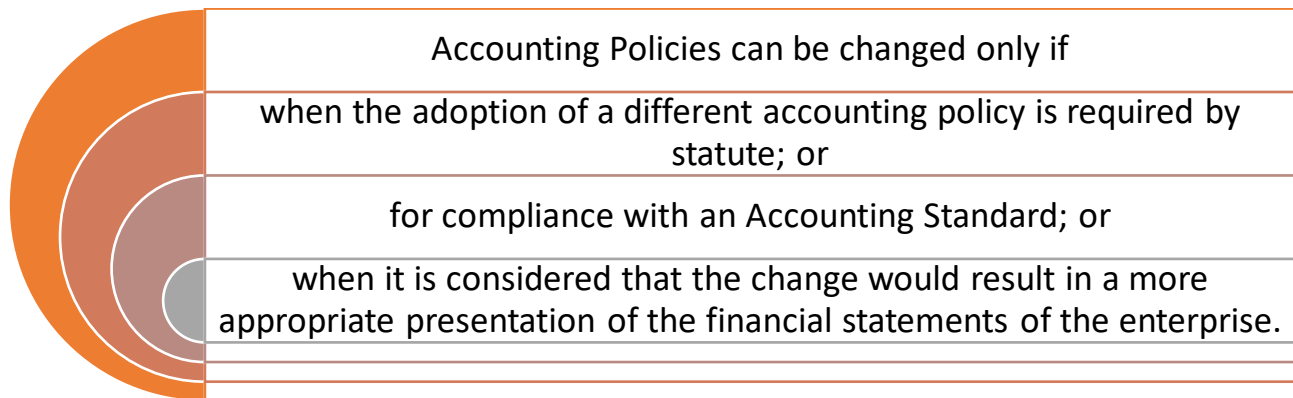 Accounting Policies can be changed only if
when the adoption of a different accounting policy is required by
statute; or
for compliance with an Accounting Standard; or
when it is considered that the change would result in a more
appropriate presentation of the financial statements of the enterprise.